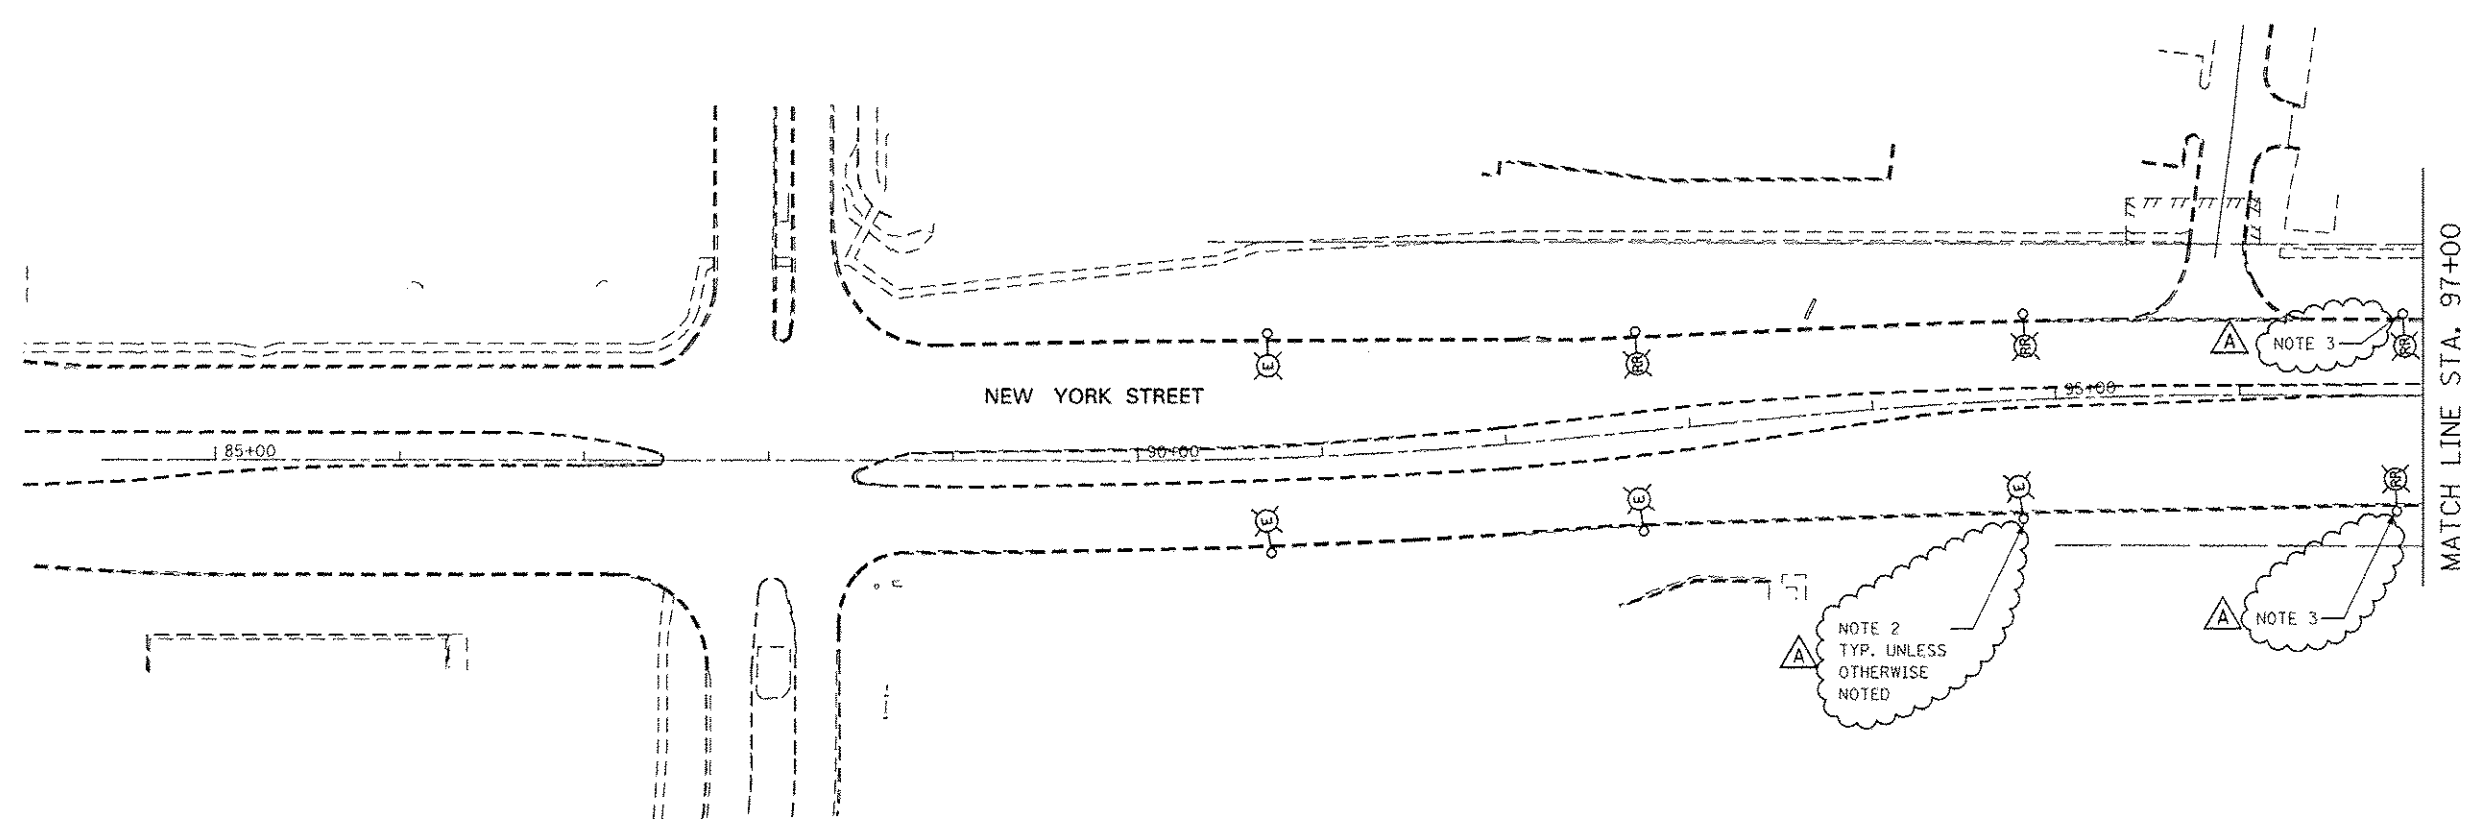 E
RR
RR
A
NOTE 3
RR
NEW YORK STREET
95+00
85+00
90+00
E
E
E
RR
A
NOTE 2
TYP. UNLESS
OTHERWISE
NOTED
A
NOTE 3
MATCH LINE STA. 97+00